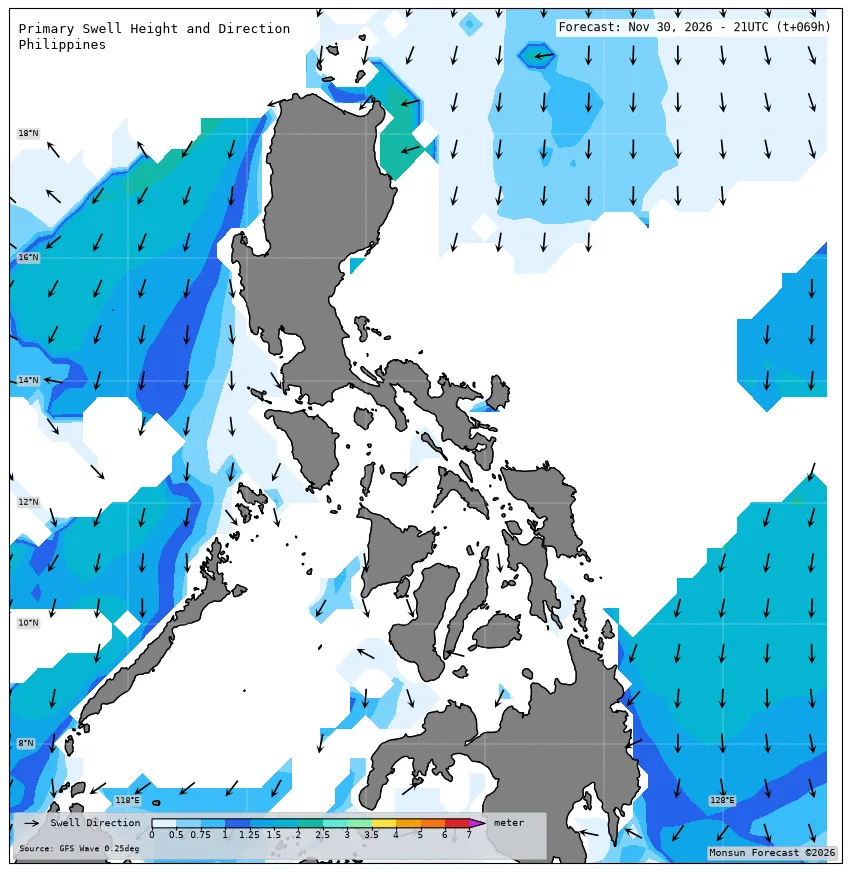 Primary Swell Height and Direction
Philippines
Forecast: Nov 30, 2026 - 21UTC (t+069h)
18°N
16°N
14°N
12°N
10°N
8°N
118°E
128°E
Swell Direction
0 0.5 0.75 1 1.25 1.5 2 2.5 3 3.5 4 5 6 7
meter
Source: GFS Wave 0.25deg
Monsun Forecast ©2026